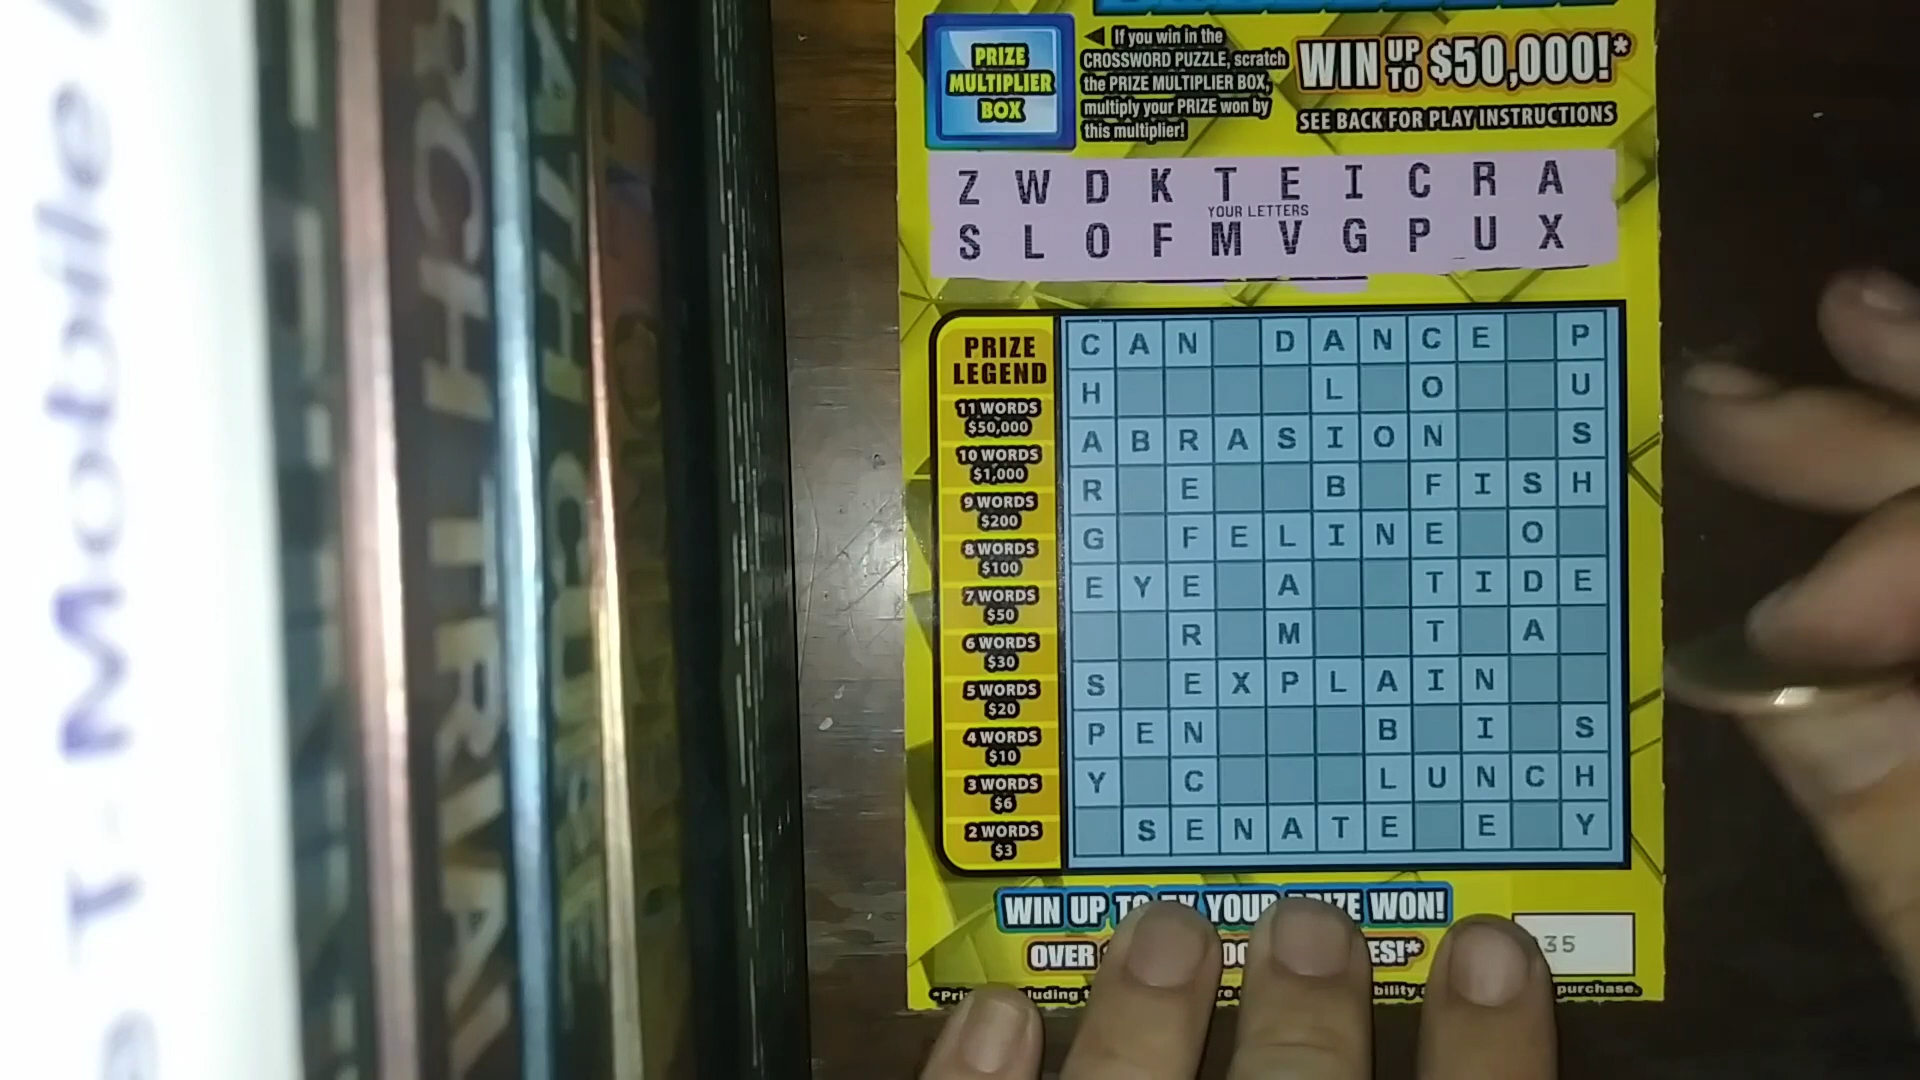 T-Mobile
PRIZE
MULTIPLIER
BOX
◀ If you win in the
CROSSWORD PUZZLE, scratch
the PRIZE MULTIPLIER BOX,
multiply your PRIZE won by
this multiplier!
WIN UP TO $50,000!*
SEE BACK FOR PLAY INSTRUCTIONS
Z W D K T E I C R A
YOUR LETTERS
S L O F M V G P U X
PRIZE
LEGEND
11 WORDS
$50,000
10 WORDS
$1,000
9 WORDS
$200
8 WORDS
$100
7 WORDS
$50
6 WORDS
$30
5 WORDS
$20
4 WORDS
$10
3 WORDS
$6
2 WORDS
$3
C A N D A N C E P
H L O U
A B R A S I O N S
R E B F I S H
G F E L I N E O
E Y E A T I D E
R M T A
S E X P L A I N
P E N B I S
Y C L U N C H
S E N A T E E Y
WIN UP TO 5X YOUR PRIZE WON!
OVER
35
purchase.